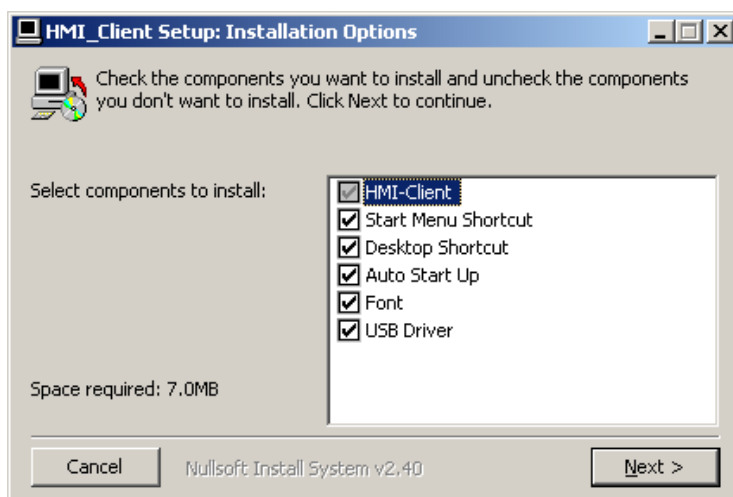 HMI_Client Setup: Installation Options
Check the components you want to install and uncheck the components
you don't want to install. Click Next to continue.
Select components to install:
HMI-Client
Start Menu Shortcut
Desktop Shortcut
Auto Start Up
Font
USB Driver
Space required: 7.0MB
Cancel
Nullsoft Install System v2.40
Next >